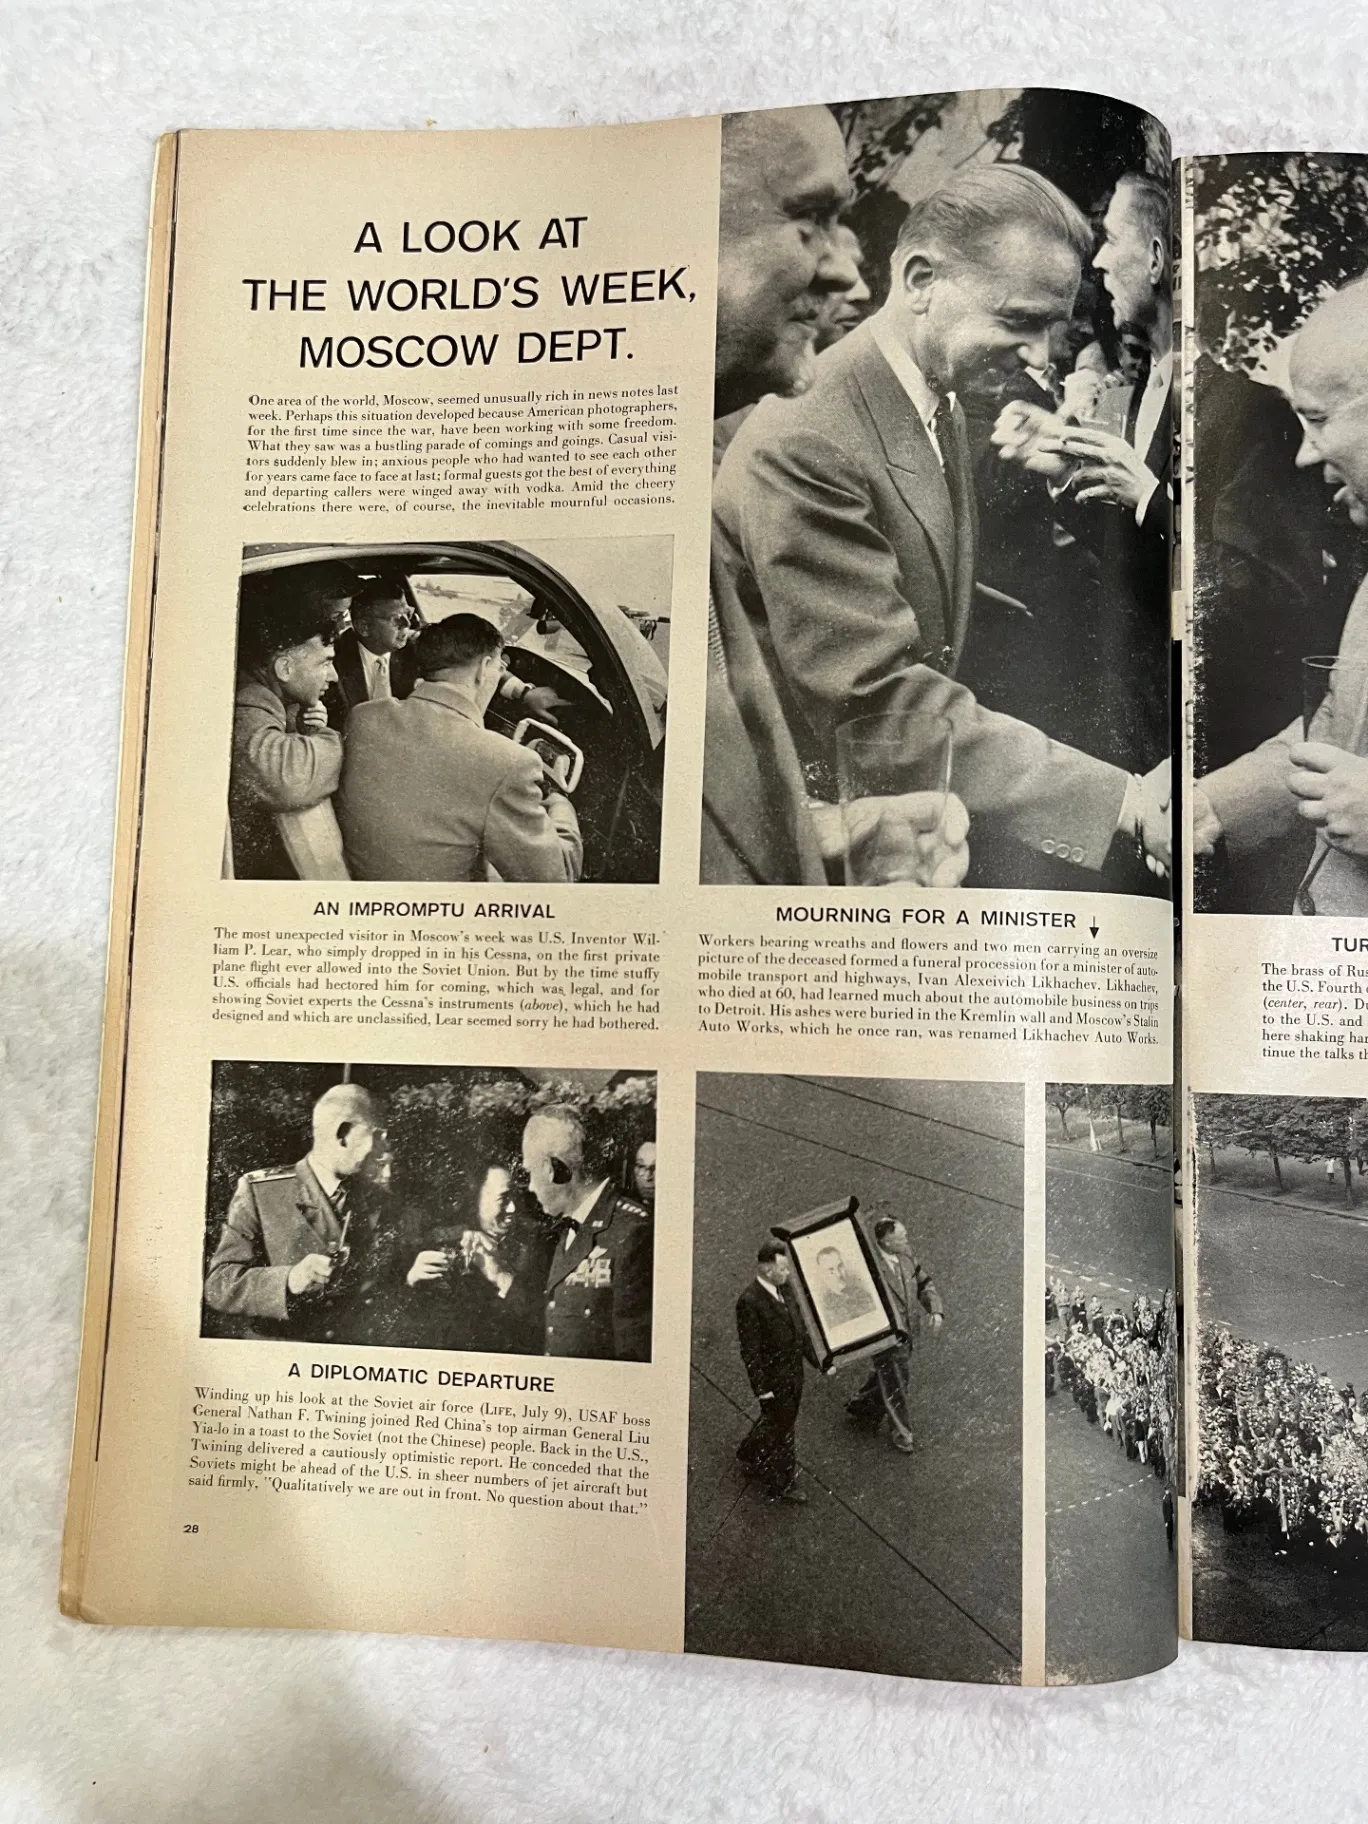 A LOOK AT
THE WORLD'S WEEK,
MOSCOW DEPT.
One area of the world, Moscow, seemed unusually rich in news notes last
week. Perhaps this situation developed because American photographers,
for the first time since the war, have been working with some freedom.
What they saw was a bustling parade of comings and goings. Casual visi-
tors suddenly blew in; anxious people who had wanted to see each other
for years came face to face at last; formal guests got the best of everything
and departing callers were winged away with vodka. Amid the cheery
celebrations there were, of course, the inevitable mournful occasions.
AN IMPROMPTU ARRIVAL
The most unexpected visitor in Moscow's week was U.S. Inventor Wil-
liam P. Lear, who simply dropped in in his Cessna, on the first private
plane flight ever allowed into the Soviet Union. But by the time stuffy
U.S. officials had hectored him for coming, which was legal, and for
showing Soviet experts the Cessna's instruments (above), which he had
designed and which are unclassified, Lear seemed sorry he had bothered.
A DIPLOMATIC DEPARTURE
Winding up his look at the Soviet air force (LIFE, July 9), USAF boss
General Nathan F. Twining joined Red China's top airman General Liu
Yia-lo in a toast to the Soviet (not the Chinese) people. Back in the U.S.,
Twining delivered a cautiously optimistic report. He conceded that the
Soviets might be ahead of the U.S. in sheer numbers of jet aircraft but
said firmly, "Qualitatively we are out in front. No question about that."
28
MOURNING FOR A MINISTER ↓
Workers bearing wreaths and flowers and two men carrying an oversize
picture of the deceased formed a funeral procession for a minister of auto-
mobile transport and highways, Ivan Alexeivich Likhachev. Likhachev,
who died at 60, had learned much about the automobile business on trips
to Detroit. His ashes were buried in the Kremlin wall and Moscow's Stalin
Auto Works, which he once ran, was renamed Likhachev Auto Works.
TUR
The brass of Rus
the U.S. Fourth
(center, rear). D
to the U.S. and
here shaking har
tinue the talks th